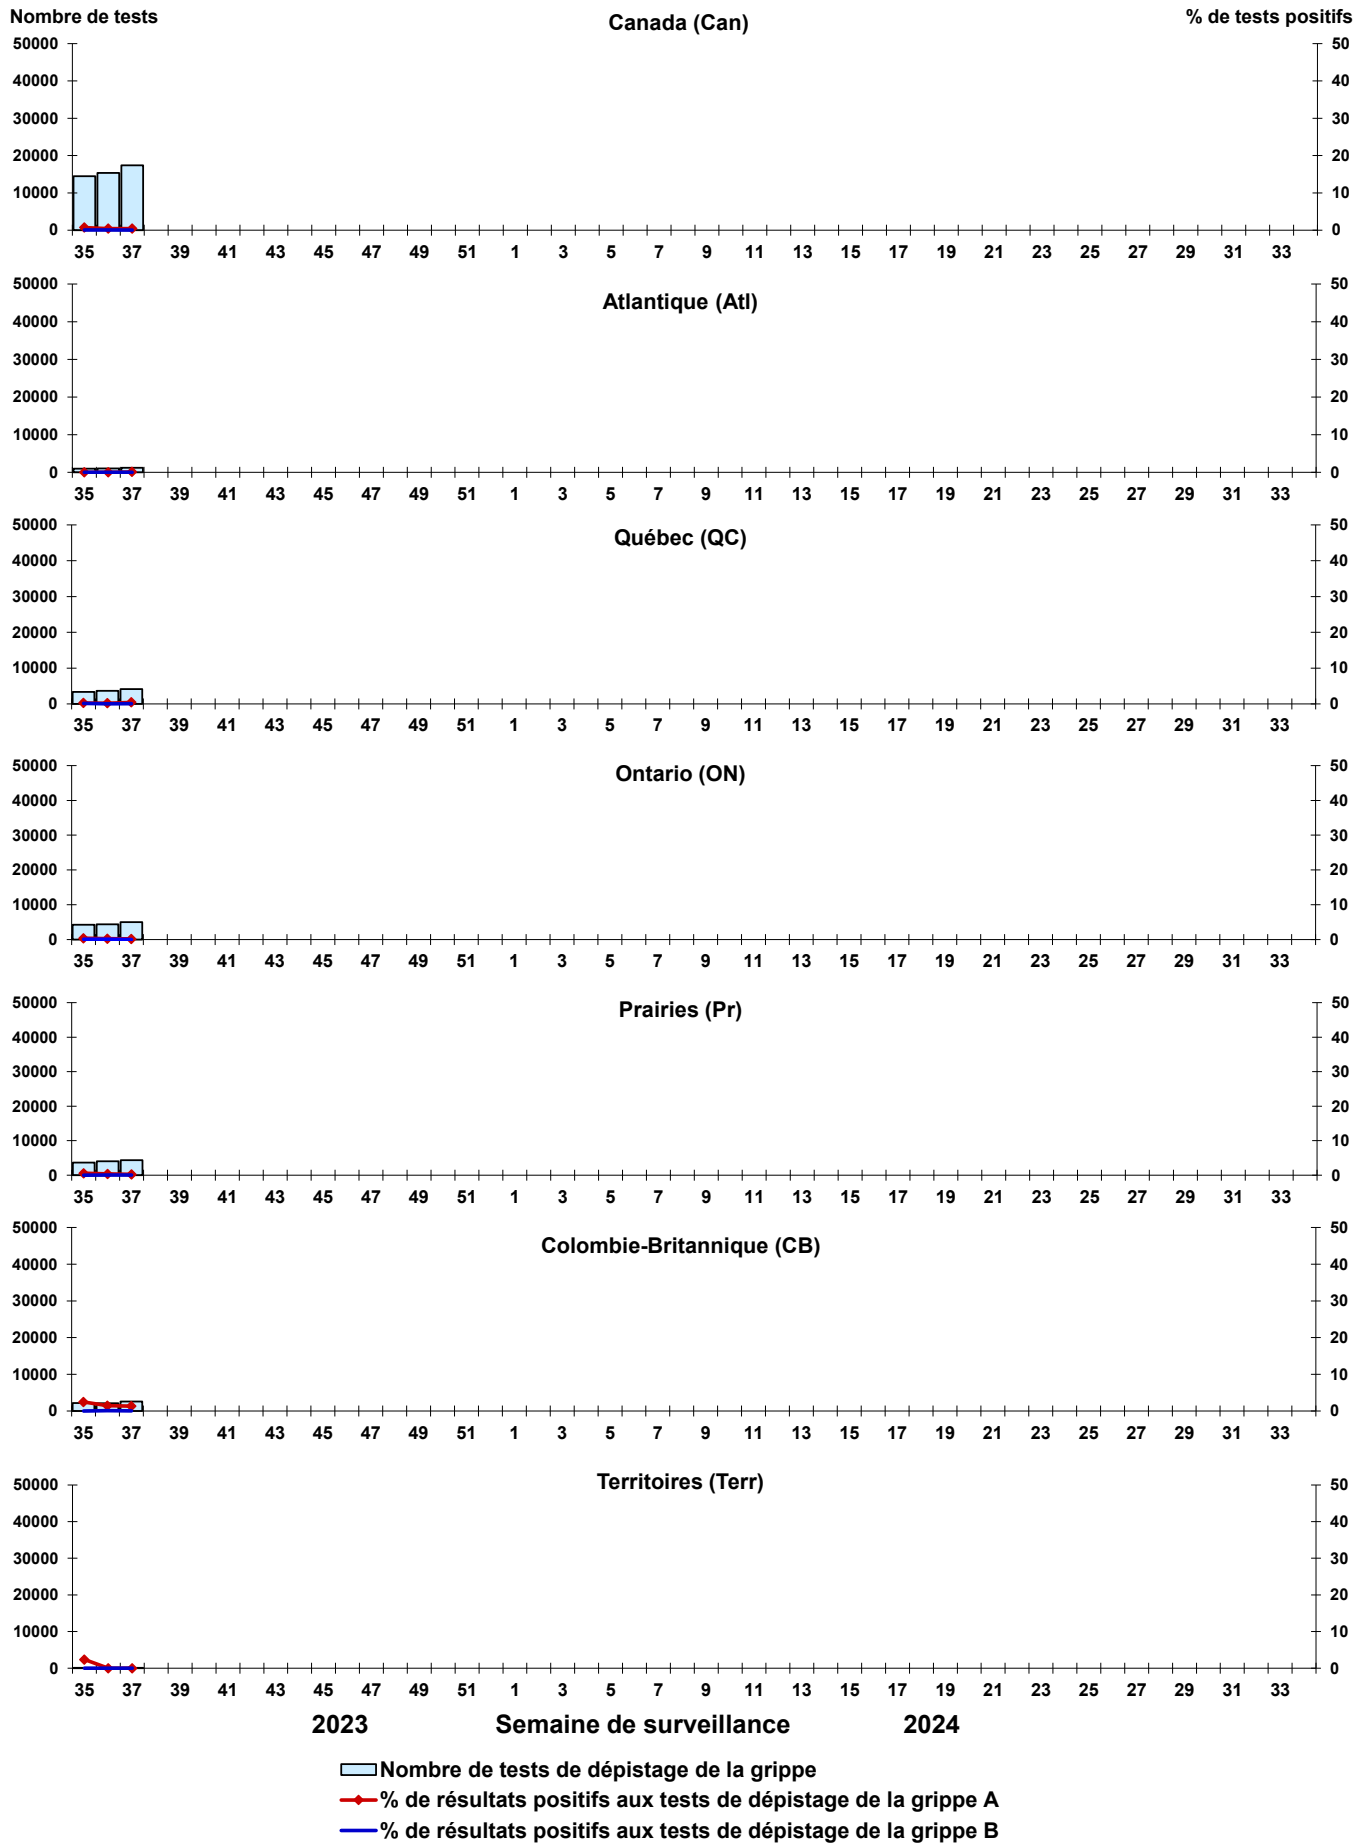 Nombre de tests
Canada (Can)
% de tests positifs
50000 50
40000 40
30000 30
20000 20
10000 10
0 0
35 37 39 41 43 45 47 49 51 1 3 5 7 9 11 13 15 17 19 21 23 25 27 29 31 33
Atlantique (Atl)
50000 50
40000 40
30000 30
20000 20
10000 10
0 0
35 37 39 41 43 45 47 49 51 1 3 5 7 9 11 13 15 17 19 21 23 25 27 29 31 33
Québec (QC)
50000 50
40000 40
30000 30
20000 20
10000 10
0 0
35 37 39 41 43 45 47 49 51 1 3 5 7 9 11 13 15 17 19 21 23 25 27 29 31 33
Ontario (ON)
50000 50
40000 40
30000 30
20000 20
10000 10
0 0
35 37 39 41 43 45 47 49 51 1 3 5 7 9 11 13 15 17 19 21 23 25 27 29 31 33
Prairies (Pr)
50000 50
40000 40
30000 30
20000 20
10000 10
0 0
35 37 39 41 43 45 47 49 51 1 3 5 7 9 11 13 15 17 19 21 23 25 27 29 31 33
Colombie-Britannique (CB)
50000 50
40000 40
30000 30
20000 20
10000 10
0 0
35 37 39 41 43 45 47 49 51 1 3 5 7 9 11 13 15 17 19 21 23 25 27 29 31 33
Territoires (Terr)
50000 50
40000 40
30000 30
20000 20
10000 10
0 0
35 37 39 41 43 45 47 49 51 1 3 5 7 9 11 13 15 17 19 21 23 25 27 29 31 33
2023 Semaine de surveillance 2024
Nombre de tests de dépistage de la grippe
% de résultats positifs aux tests de dépistage de la grippe A
% de résultats positifs aux tests de dépistage de la grippe B